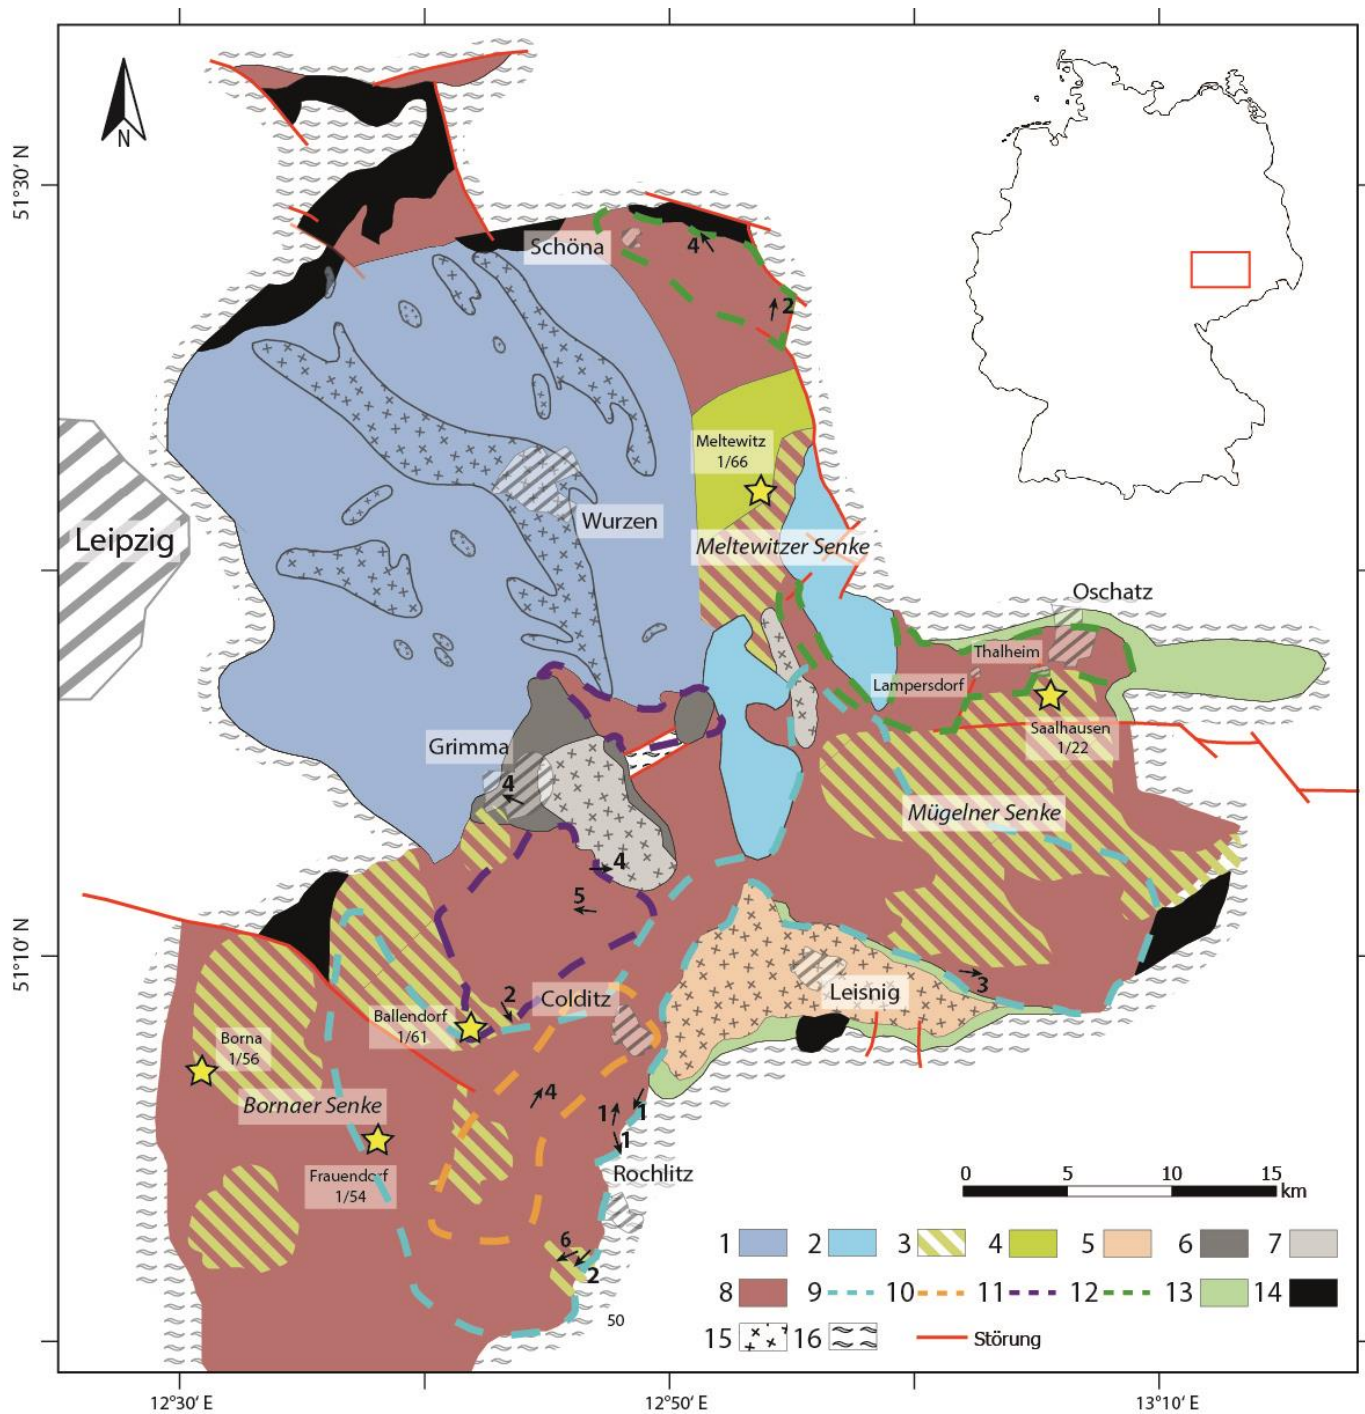 N
51°30' N
51°10' N
Schöna
4
2
Meltewitz
1/66
Leipzig
Wurzen
Meltewitzer Senke
Oschatz
Thalheim
Lampersdorf
Saalhausen
1/22
Grimma
4
Mügelner Senke
4
5
3
Leisnig
2
Colditz
Ballendorf
1/61
Borna
1/56
Bornaer Senke
4
1
1
1
Rochlitz
Frauendorf
1/54
6
2
50
0 5 10 15
km
1 2 3 4 5 6 7
8 9 10 11 12 13 14
15 16 Störung
12°30' E 12°50' E 13°10' E